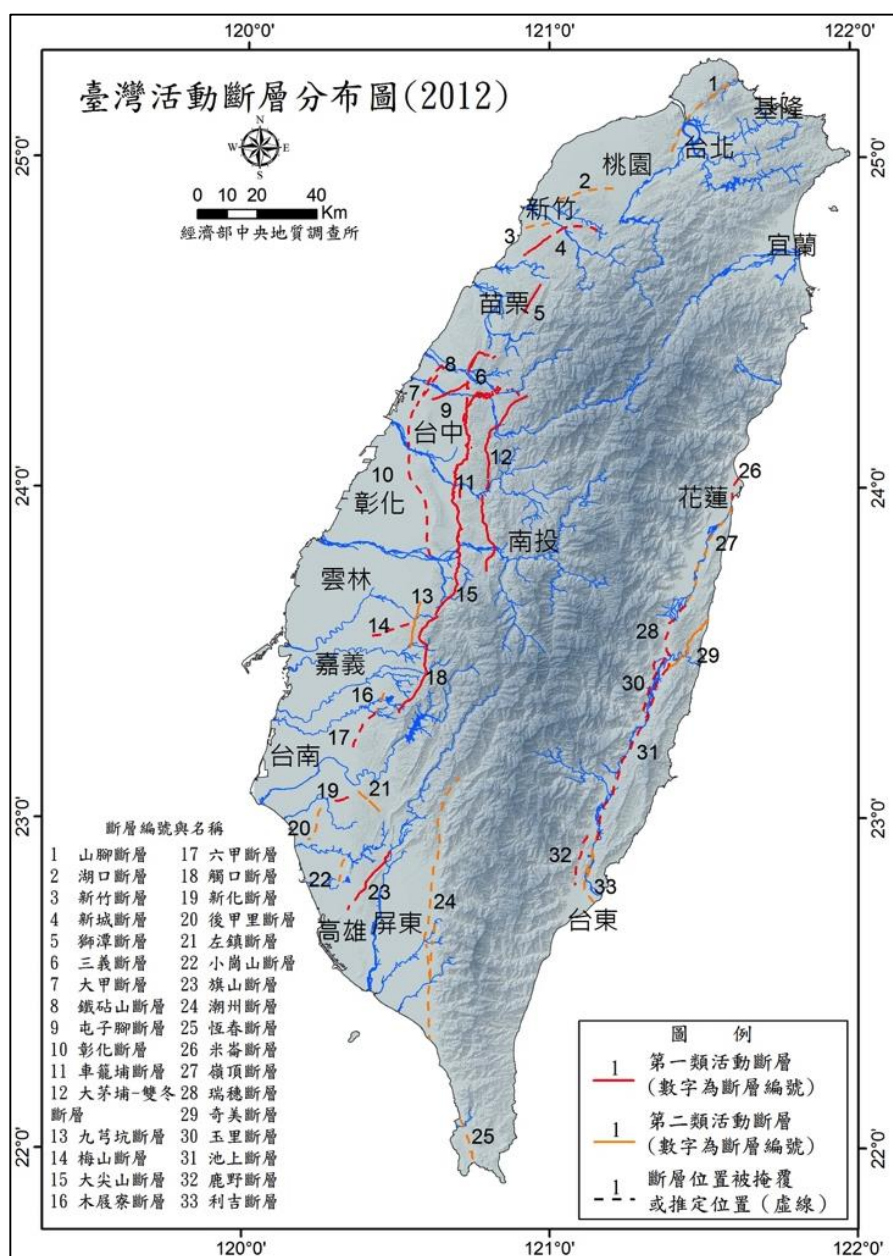 120°0'
121°0'
122°0'
臺灣活動斷層分布圖(2012)
N
W
E
S
0 10 20 40
Km
經濟部中央地質調查所
25°0'
24°0'
23°0'
22°0'
25°0'
24°0'
23°0'
22°0'
1
基隆
台北
桃園
2
新竹
3
4
宜蘭
苗栗
5
8
6
7
9
台中
12
10
11
彰化
26
花蓮
27
南投
雲林
13
15
14
28
嘉義
29
18
30
16
17
31
台南
19
21
20
32
22
33
23
24
台東
高雄
屏東
25
斷層編號與名稱
1 山腳斷層 17 六甲斷層
2 湖口斷層 18 觸口斷層
3 新竹斷層 19 新化斷層
4 新城斷層 20 後甲里斷層
5 獅潭斷層 21 左鎮斷層
6 三義斷層 22 小崗山斷層
7 大甲斷層 23 旗山斷層
8 鐵砧山斷層 24 潮州斷層
9 屯子腳斷層 25 恆春斷層
10 彰化斷層 26 米崙斷層
11 車籠埔斷層 27 嶺頂斷層
12 大茅埔-雙冬 28 瑞穗斷層
斷層 29 奇美斷層
13 九芎坑斷層 30 玉里斷層
14 梅山斷層 31 池上斷層
15 大尖山斷層 32 鹿野斷層
16 木屐寮斷層 33 利吉斷層
圖 例
1 第一類活動斷層
(數字為斷層編號)
1 第二類活動斷層
(數字為斷層編號)
1 斷層位置被掩覆
或推定位置(虛線)
120°0'
121°0'
122°0'